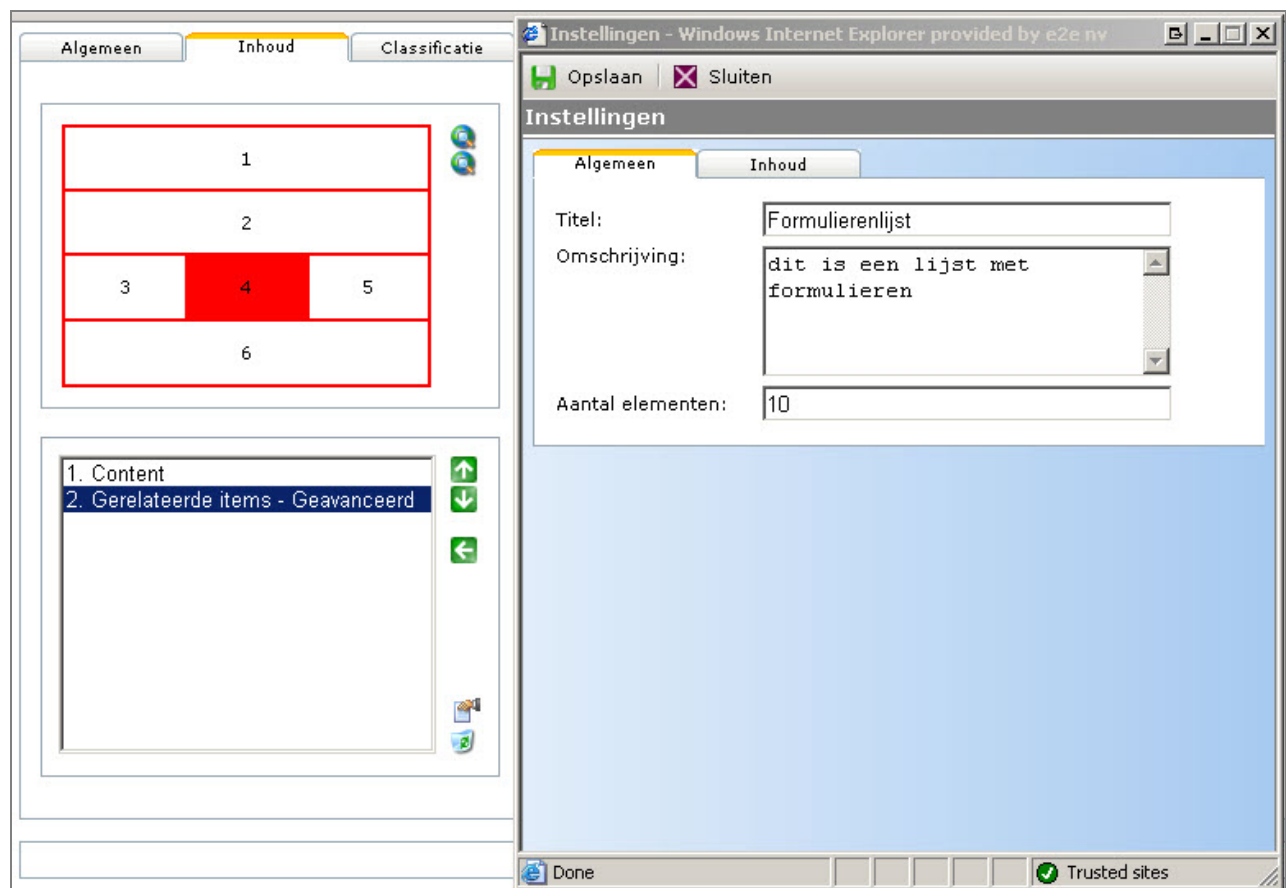 Algemeen
Inhoud
Classificatie
1
2
3 4 5
6
1. Content
2. Gerelateerde items - Geavanceerd
Instellingen - Windows Internet Explorer provided by e2e nv
Opslaan
Sluiten
Instellingen
Algemeen
Inhoud
Titel:
Formulierenlijst
Omschrijving:
dit is een lijst met
formulieren
Aantal elementen:
10
Done
Trusted sites